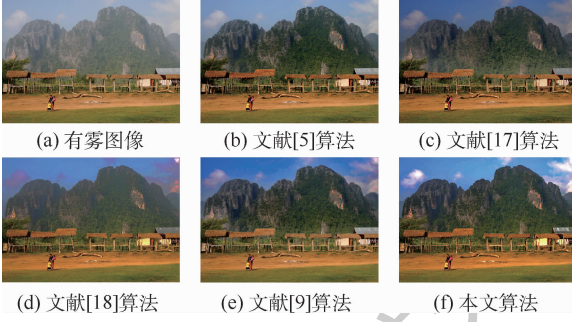 (a) 有雾图像
(b) 文献[5]算法
(c) 文献[17]算法
(d) 文献[18]算法
(e) 文献[9]算法
(f) 本文算法